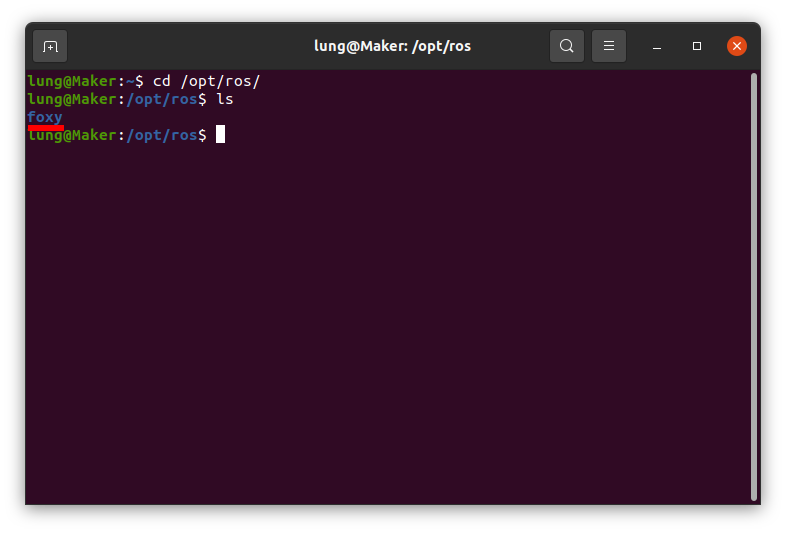 lung@Maker: /opt/ros
lung@Maker:~$ cd /opt/ros/
lung@Maker:/opt/ros$ ls
foxy
lung@Maker:/opt/ros$